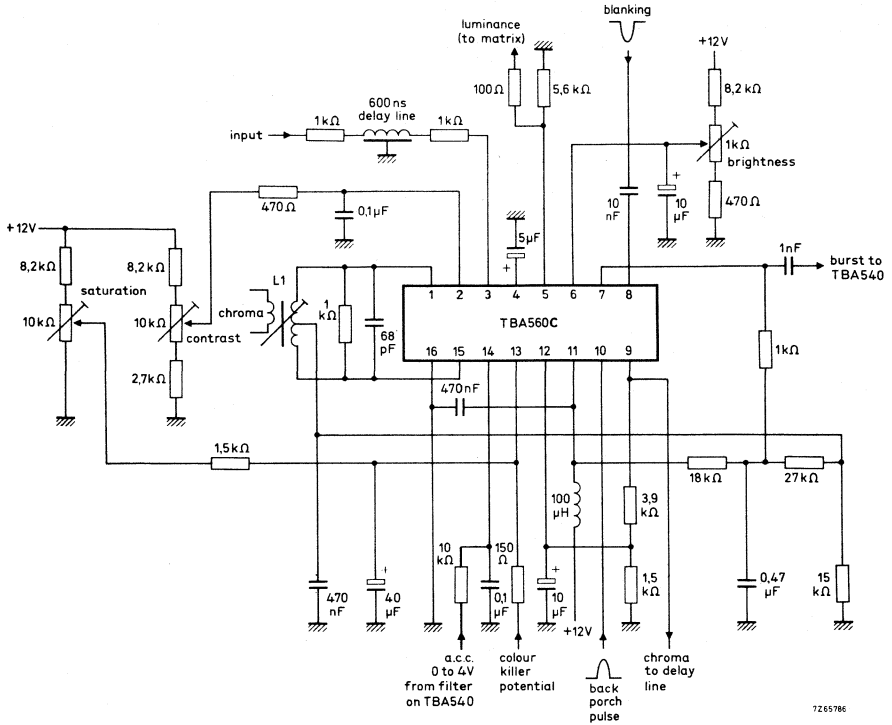 blanking
luminance
(to matrix)
+12V
100Ω
5,6 kΩ
8,2 kΩ
600 ns
delay line
1kΩ
1kΩ
input
1kΩ
brightness
470Ω
0,1 µF
10
nF
+
10
µF
470Ω
+12V
5µF
+
1nF
burst to
TBA540
8,2 kΩ
8,2kΩ
L1
saturation
1 2 3 4 5 6 7 8
TBA560C
16 15 14 13 12 11 10 9
10kΩ
10kΩ
contrast
chroma
1
kΩ
68
pF
1kΩ
2,7kΩ
470nF
1,5kΩ
18kΩ
27kΩ
100
µH
3,9
kΩ
10
kΩ
150
Ω
470
nF
+
40
µF
0,1
µF
+
10
µF
1,5
kΩ
0,47
µF
15
kΩ
+12V
a.c.c.
0 to 4V
from filter
on TBA540
colour
killer
potential
back
porch
pulse
chroma
to delay
line
7Z65786